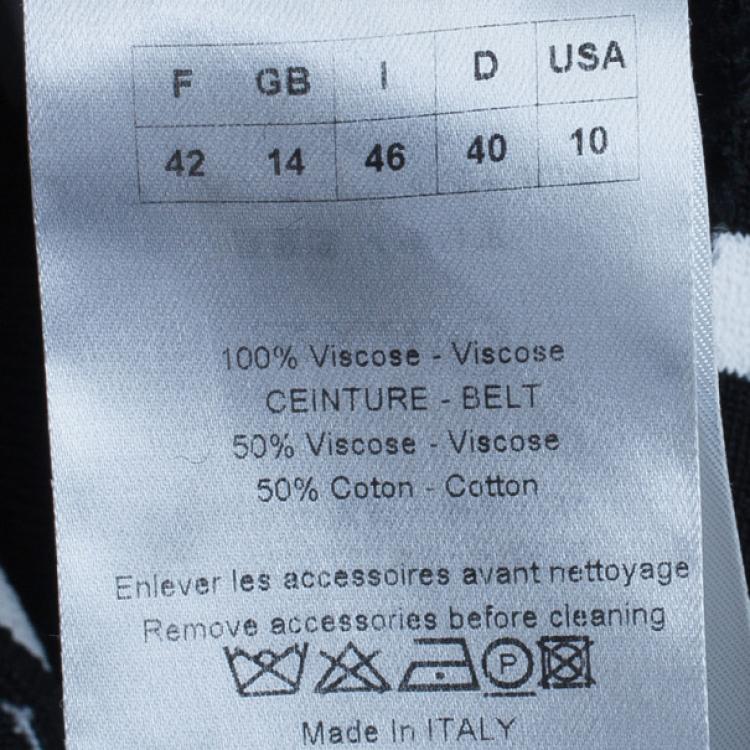 F GB I D USA
42 14 46 40 10
100% Viscose - Viscose
CEINTURE - BELT
50% Viscose - Viscose
50% Coton - Cotton
Enlever les accessoires avant nettoyage
Remove accessories before cleaning
P
Made In ITALY